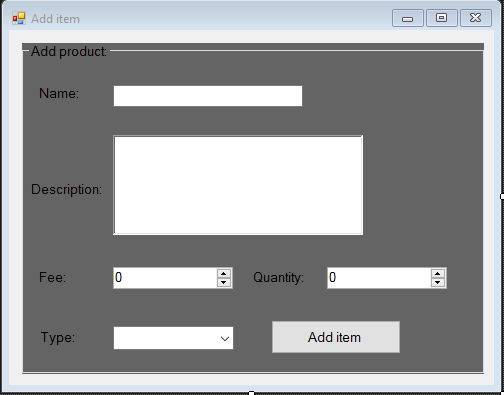 Add item
Add product:
Name:
Description:
Fee: 0 Quantity: 0
Type: Add item